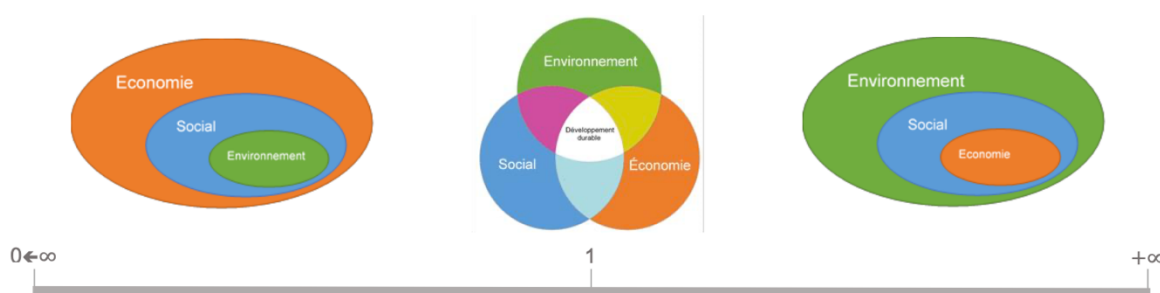 Economie
Social
Environnement
Environnement
Développement
durable
Social
Économie
Environnement
Social
Economie
0←∞
1
+∞